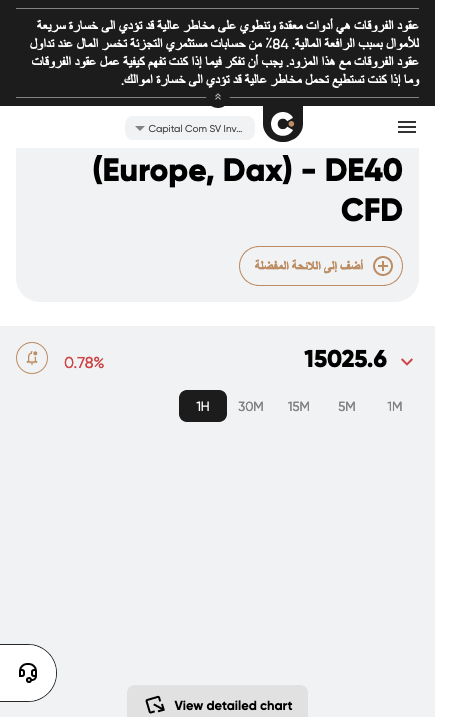 عقود الفروقات هي أدوات معقدة وتنطوي على مخاطر عالية قد تؤدي الى خسارة سريعة
للأموال بسبب الرافعة المالية. 84٪ من حسابات مستثمري التجزئة تخسر المال عند تداول
عقود الفروقات مع هذا المزود. يجب أن تفكر فيما إذا كنت تفهم كيفية عمل عقود الفروقات
وما إذا كنت تستطيع تحمل مخاطر عالية قد تؤدي الى خسارة اموالك.
Capital Com SV Inv...
(Europe, Dax) - DE40
CFD
أضف إلى اللائحة المفضلة
15025.6
0.78%
1H 30M 15M 5M 1M
View detailed chart